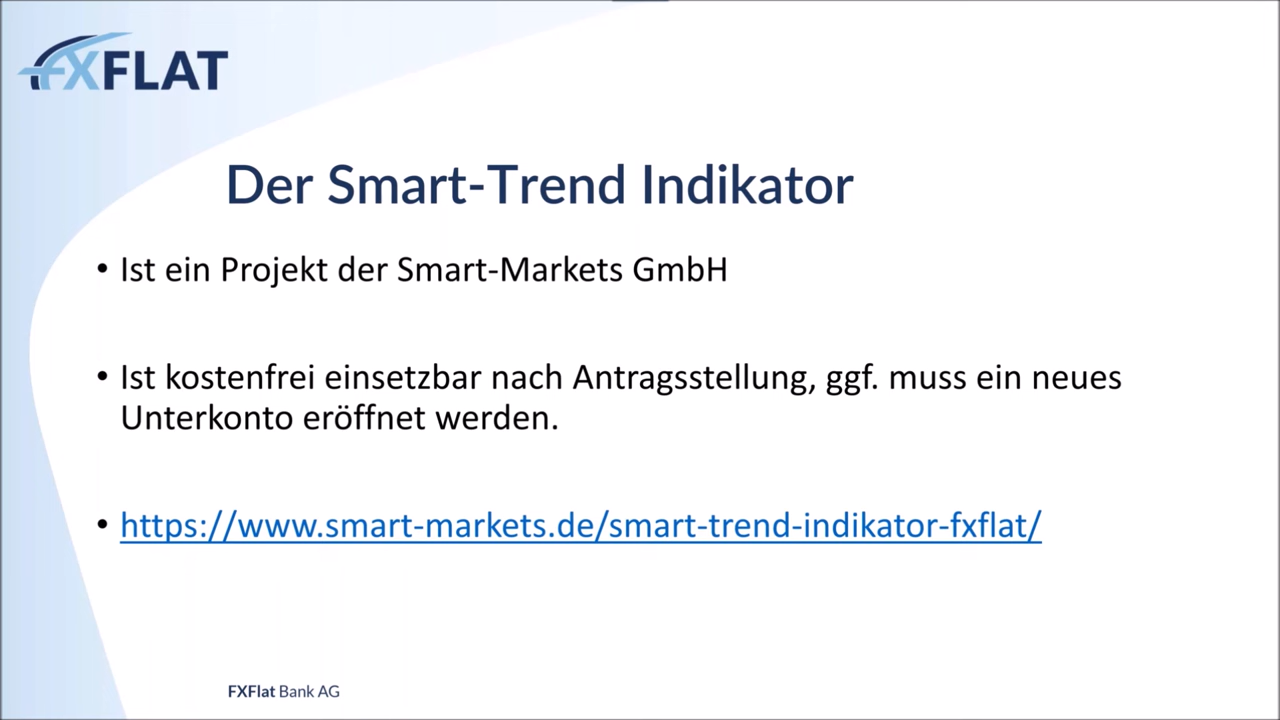 FXFLAT
Der Smart-Trend Indikator
• Ist ein Projekt der Smart-Markets GmbH
• Ist kostenfrei einsetzbar nach Antragsstellung, ggf. muss ein neues
Unterkonto eröffnet werden.
• https://www.smart-markets.de/smart-trend-indikator-fxflat/
FXFlat Bank AG